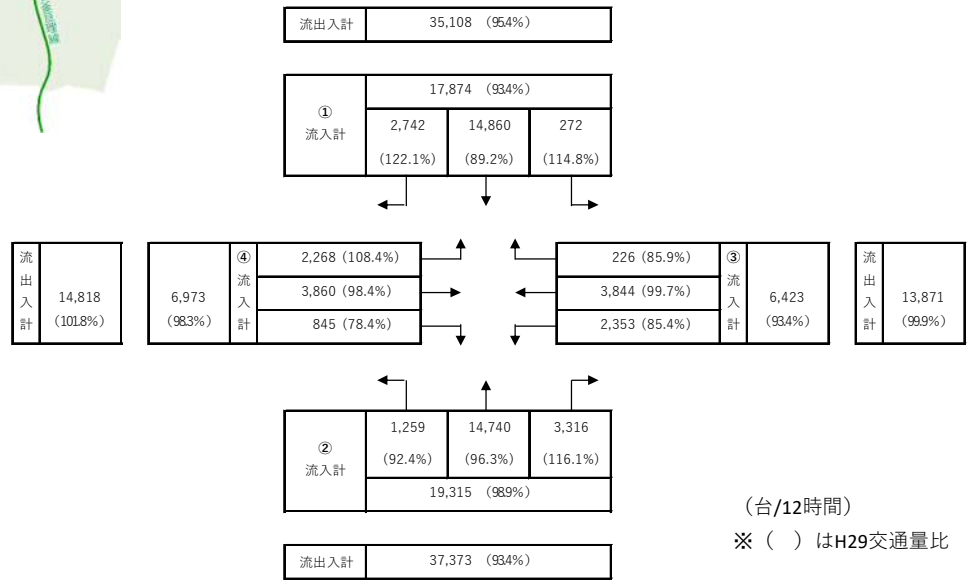 流出入計 35,108 (95.4%)
17,874 (93.4%)
①
流入計
2,742 14,860 272
(122.1%) (89.2%) (114.8%)
流出入計
14,818
(101.8%)
6,973
(98.3%)
④
流入計
2,268 (108.4%)
3,860 (98.4%)
845 (78.4%)
226 (85.9%)
3,844 (99.7%)
2,353 (85.4%)
③
流入計
6,423
(93.4%)
流出入計
13,871
(99.9%)
②
流入計
1,259 14,740 3,316
(92.4%) (96.3%) (116.1%)
19,315 (98.9%)
流出入計 37,373 (93.4%)
(台/12時間)
※( )はH29交通量比